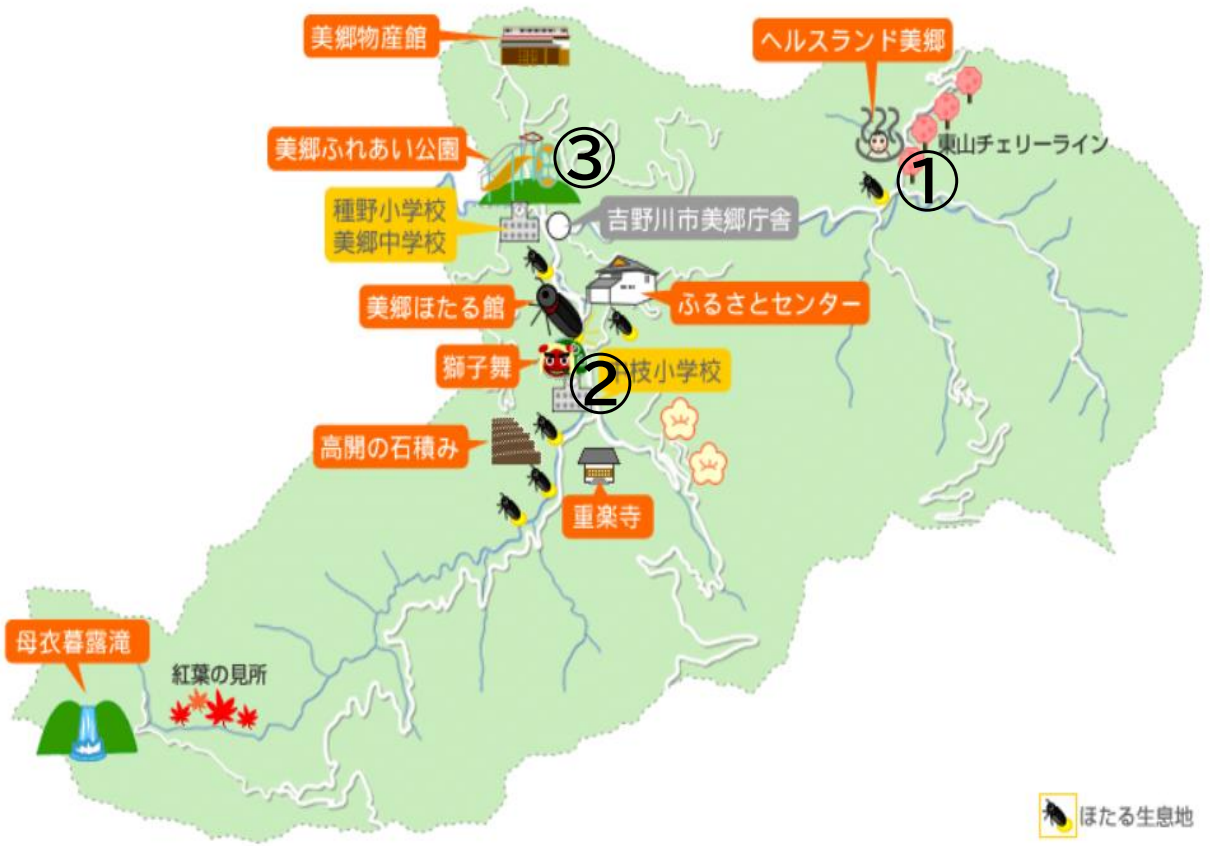 美郷物産館
ヘルスランド美郷
美郷ふれあい公園
③
東山チェリーライン
①
種野小学校
美郷中学校
吉野川市美郷庁舎
美郷ほたる館
ふるさとセンター
獅子舞
②
枝小学校
高開の石積み
重楽寺
母衣暮露滝
紅葉の見所
ほたる生息地